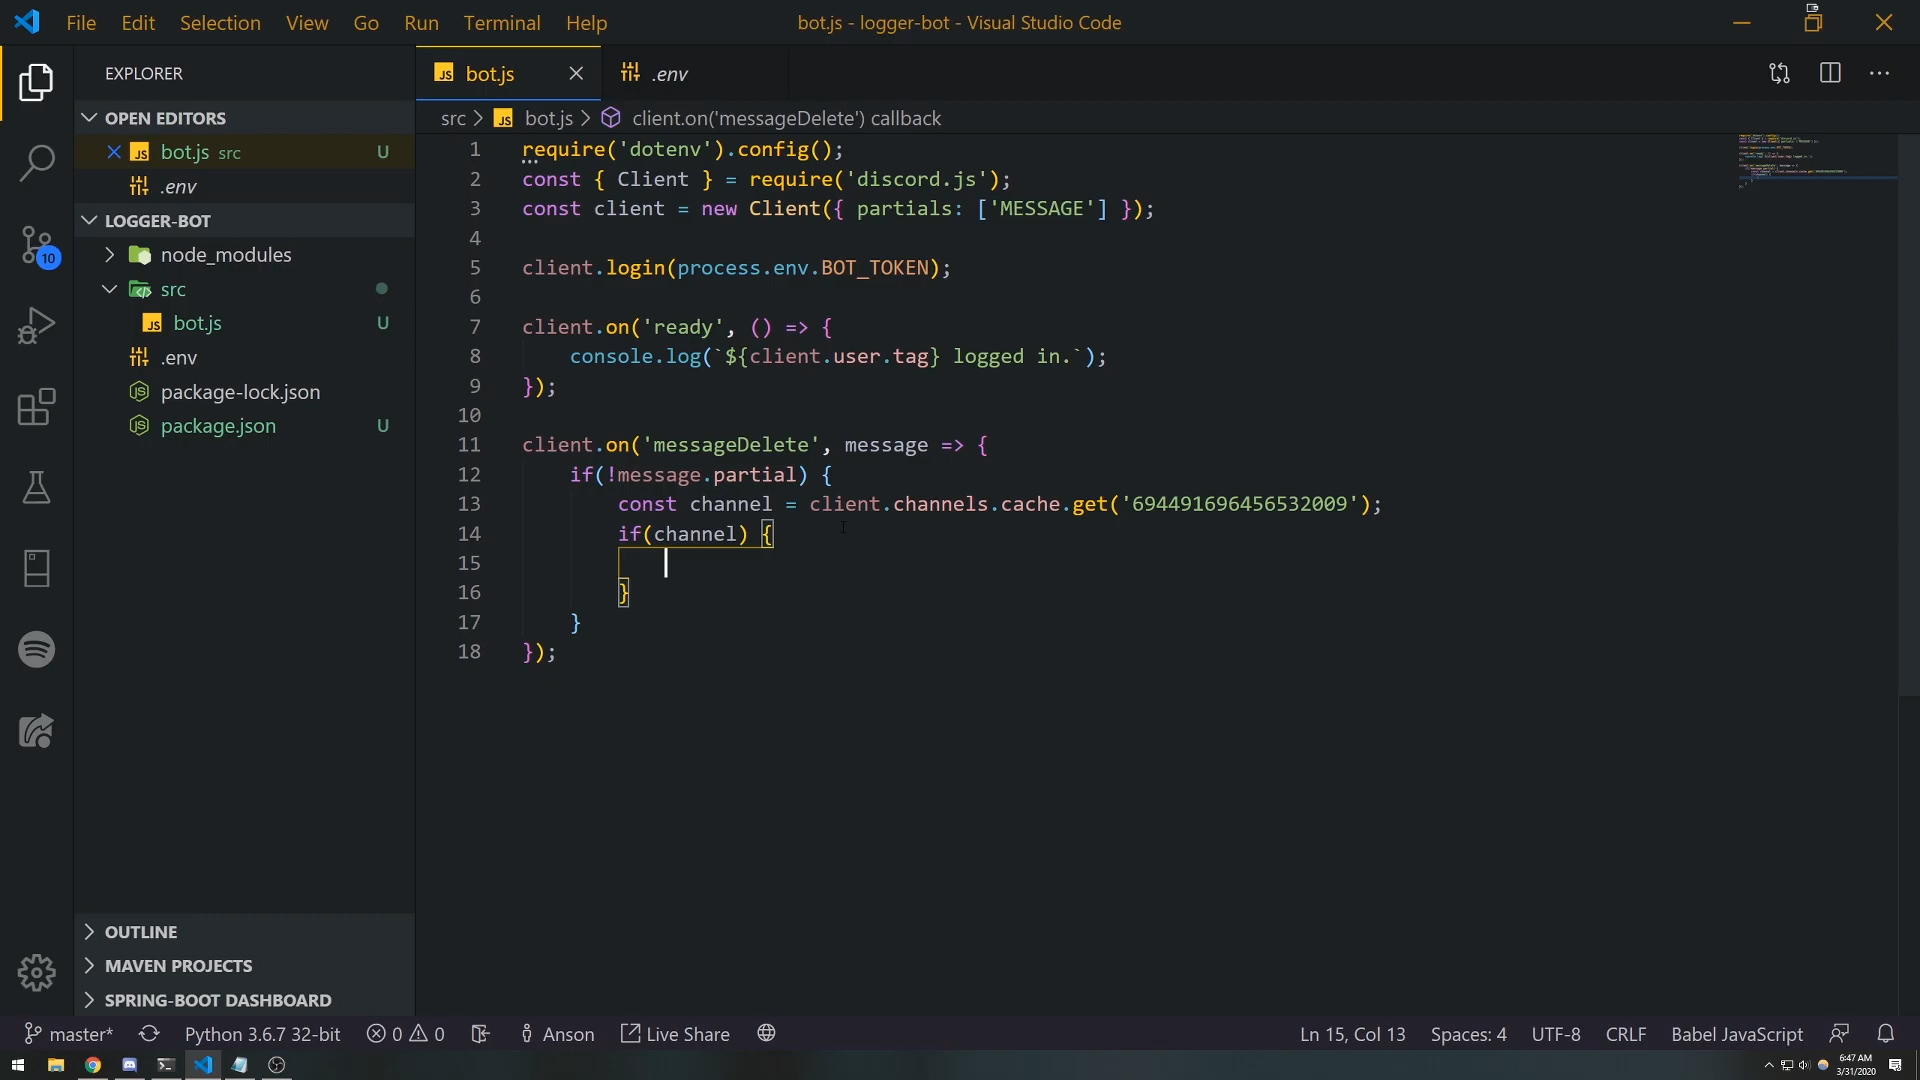 File Edit Selection View Go Run Terminal Help
bot.js - logger-bot - Visual Studio Code
EXPLORER
OPEN EDITORS
JS bot.js src U
.env
LOGGER-BOT
node_modules
src
JS bot.js U
.env
package-lock.json
package.json U
OUTLINE
MAVEN PROJECTS
SPRING-BOOT DASHBOARD
10
JS bot.js
.env
src > JS bot.js > client.on('messageDelete') callback
1 require('dotenv').config();
2 const { Client } = require('discord.js');
3 const client = new Client({ partials: ['MESSAGE'] });
4
5 client.login(process.env.BOT_TOKEN);
6
7 client.on('ready', () => {
8 console.log(`${client.user.tag} logged in.`);
9 });
10
11 client.on('messageDelete', message => {
12 if(!message.partial) {
13 const channel = client.channels.cache.get('694491696456532009');
14 if(channel) {
15
16 }
17 }
18 });
master* Python 3.6.7 32-bit 0 0 Anson Live Share Ln 15, Col 13 Spaces: 4 UTF-8 CRLF Babel JavaScript
6:47 AM
3/31/2020